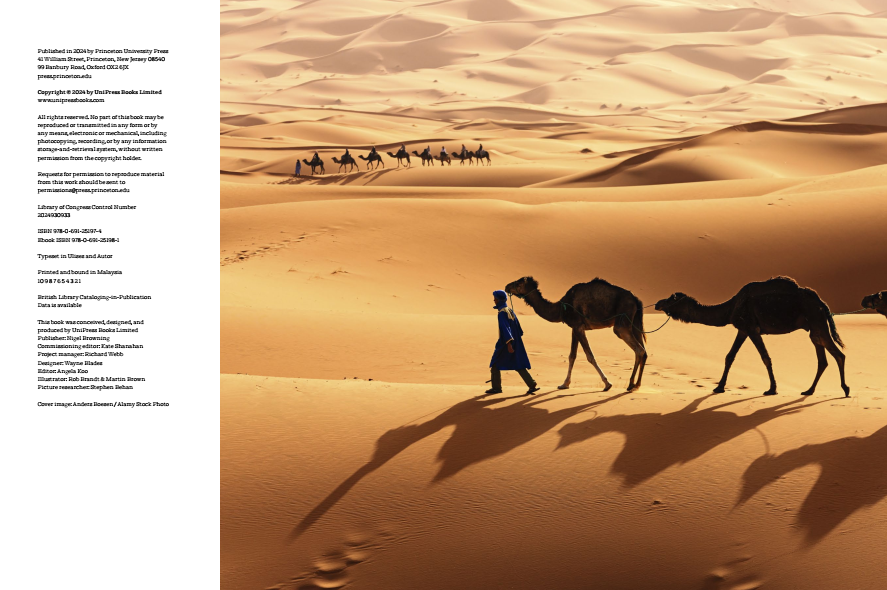 Published in 2024 by Princeton University Press
41 William Street, Princeton, New Jersey 08540
99 Banbury Road, Oxford OX2 6JX
press.princeton.edu
Copyright © 2024 by UniPress Books Limited
www.unipressbooks.com
All rights reserved. No part of this book may be
reproduced or transmitted in any form or by
any means, electronic or mechanical, including
photocopying, recording, or by any information
storage-and-retrieval system, without written
permission from the copyright holder.
Requests for permission to reproduce material
from this work should be sent to
permissions@press.princeton.edu
Library of Congress Control Number
2024930933
ISBN 978-0-691-25197-4
Ebook ISBN 978-0-691-25198-1
Typeset in Ulises and Autor
Printed and bound in Malaysia
10 9 8 7 6 5 4 3 2 1
British Library Cataloging-in-Publication
Data is available
This book was conceived, designed, and
produced by UniPress Books Limited
Publisher: Nigel Browning
Commissioning editor: Kate Shanahan
Project manager: Richard Webb
Designer: Wayne Blades
Editor: Angela Koo
Illustrator: Rob Brandt & Martin Brown
Picture researcher: Stephen Behan
Cover image: Anders Boesen / Alamy Stock Photo